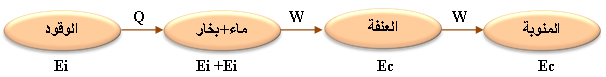 Q W W
الوقود ماء+بخار العنفة المنوبة
Ei Ei +Ei Ec Ec